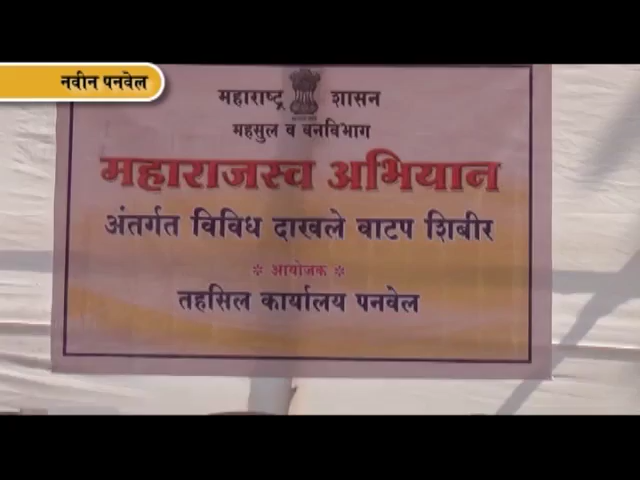 नवीन पनवेल
महाराष्ट्र शासन
महसुल व वनविभाग
महाराजस्व अभियान
अंतर्गत विविध दाखले वाटप शिबीर
* आयोजक *
तहसिल कार्यालय पनवेल